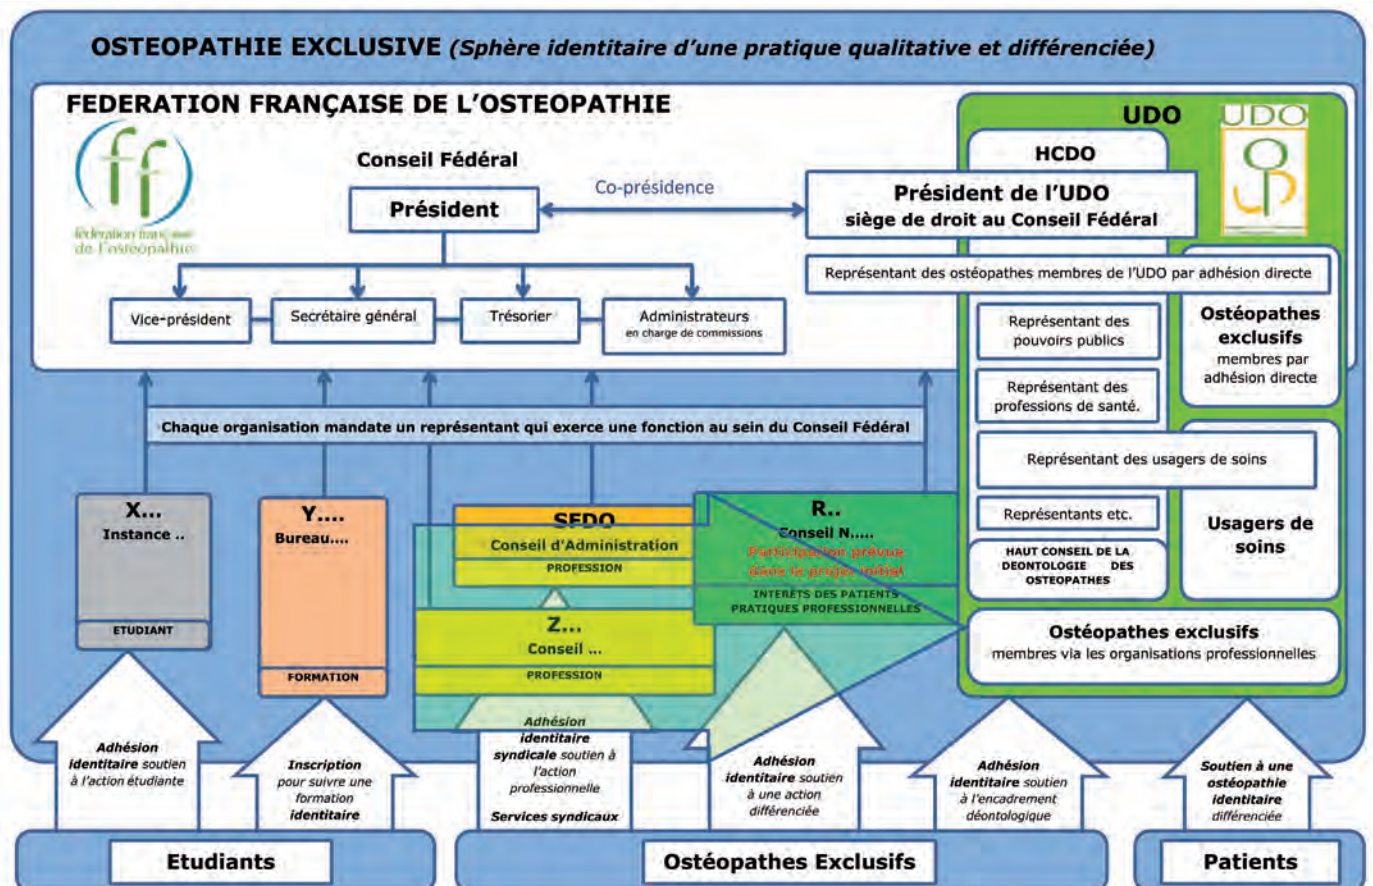 OSTEOPATHIE EXCLUSIVE (Sphère identitaire d'une pratique qualitative et différenciée)
FEDERATION FRANÇAISE DE L'OSTEOPATHIE
ff
fédération française
de l'ostéopathie
Conseil Fédéral
Président
Co-présidence
Vice-président
Secrétaire général
Trésorier
Administrateurs
en charge de commissions
UDO
UDO
HCDO
Président de l'UDO
siège de droit au Conseil Fédéral
Représentant des ostéopathes membres de l'UDO par adhésion directe
Représentant des
pouvoirs publics
Ostéopathes
exclusifs
membres par
adhésion directe
Représentant des
professions de santé.
Représentant des usagers de soins
Représentants etc.
Usagers de
soins
HAUT CONSEIL DE LA
DEONTOLOGIE DES
OSTEOPATHES
Ostéopathes exclusifs
membres via les organisations professionnelles
Chaque organisation mandate un représentant qui exerce une fonction au sein du Conseil Fédéral
X...
Instance ..
ETUDIANT
Y....
Bureau....
FORMATION
SFDO
Conseil d'Administration
PROFESSION
Z...
Conseil ...
PROFESSION
R..
Conseil N.....
Participation prévue
dans le projet initial
INTERÊTS DES PATIENTS
PRATIQUES PROFESSIONNELLES
Adhésion
identitaire soutien
à l'action étudiante
Inscription
pour suivre une
formation
identitaire
Adhésion
identitaire
syndicale soutien à
l'action
professionnelle
Services syndicaux
Adhésion
identitaire soutien
à une action
différenciée
Adhésion
identitaire soutien
à l'encadrement
déontologique
Soutien à une
ostéopathie
identitaire
différenciée
Etudiants
Ostéopathes Exclusifs
Patients